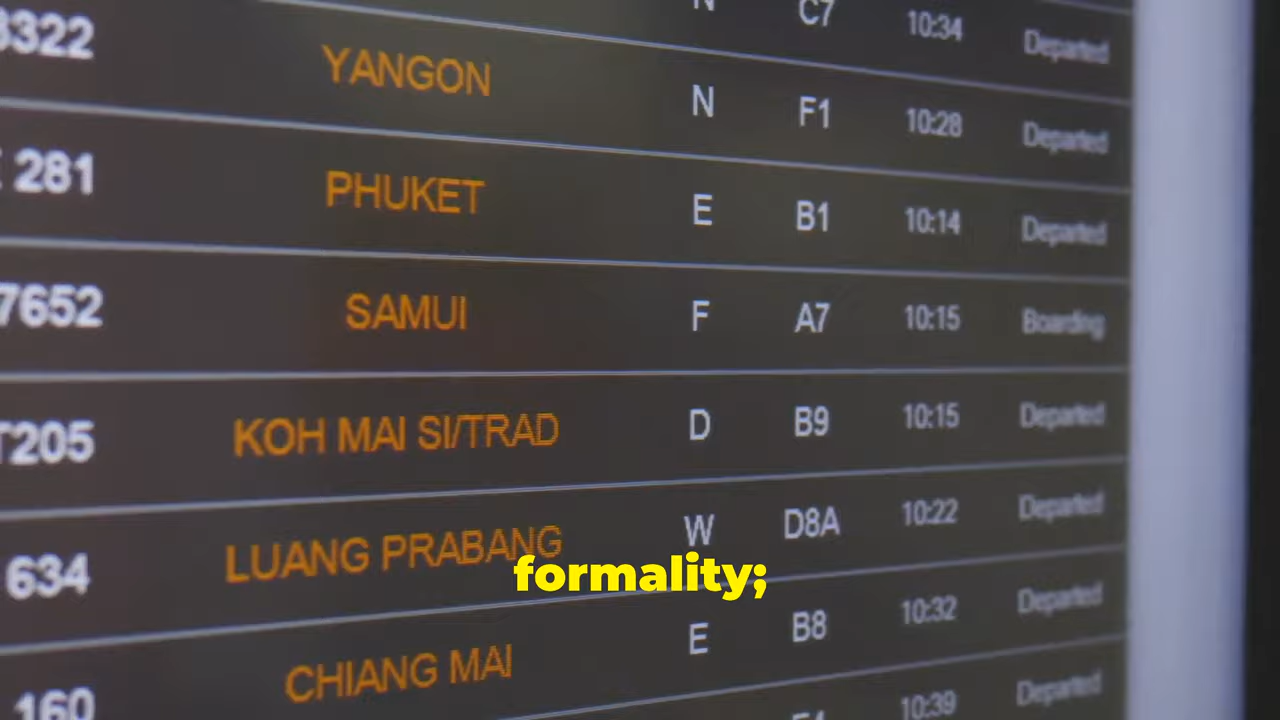 3322 YANGON N C7 10:34 Departed
281 PHUKET N F1 10:28 Departed
7652 SAMUI E B1 10:14 Departed
T205 KOH MAI SI/TRAD F A7 10:15 Boarding
634 LUANG PRABANG D B9 10:15 Departed
160 CHIANG MAI W D8A 10:22 Departed
E B8 10:32 Departed
10:39 Departed
formality;